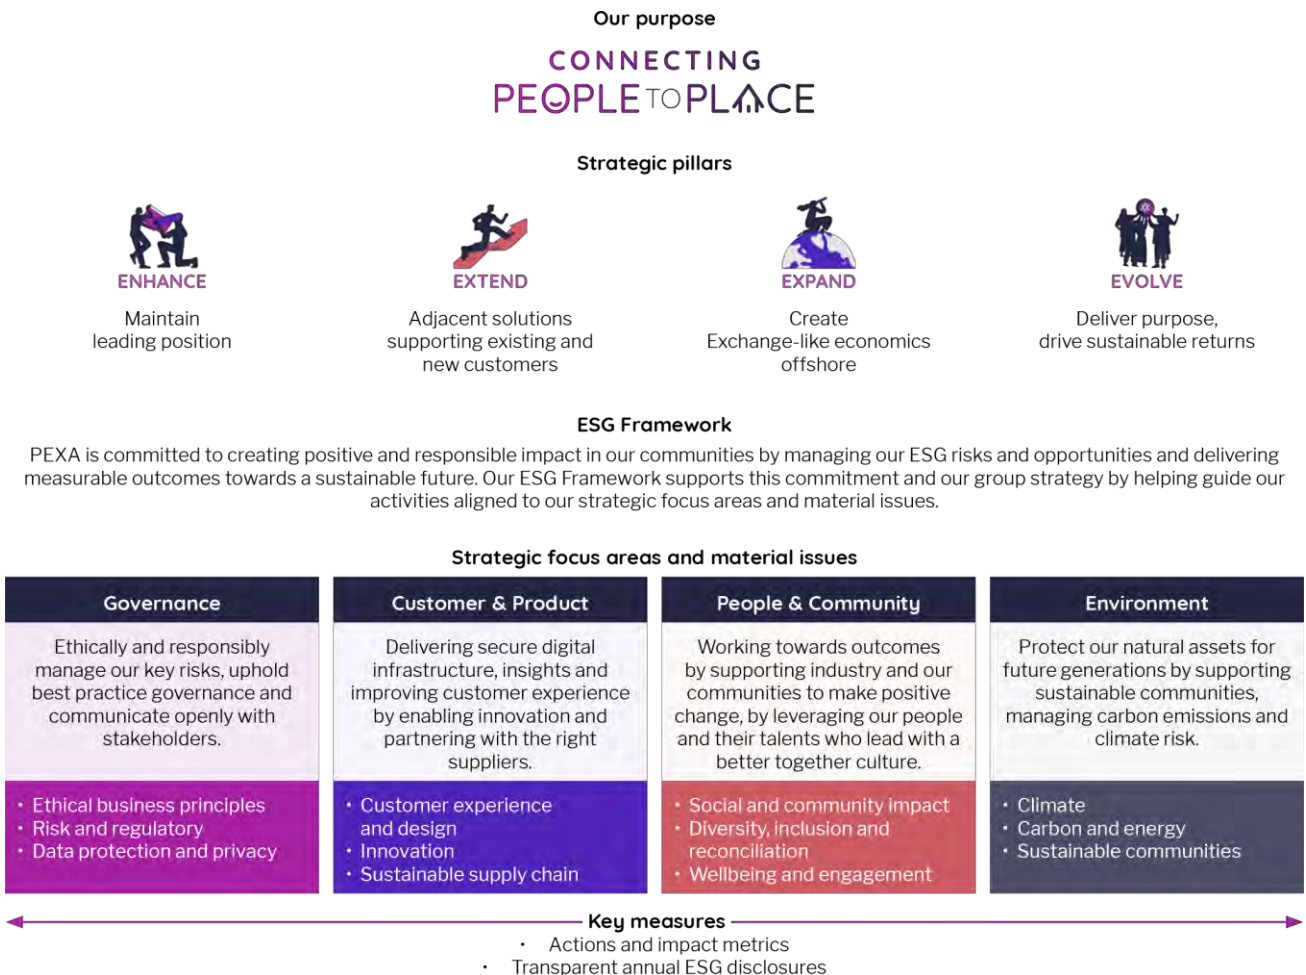 Our purpose
CONNECTING
PEOPLE TO PLACE
Strategic pillars
ENHANCE
Maintain
leading position
EXTEND
Adjacent solutions
supporting existing and
new customers
EXPAND
Create
Exchange-like economics
offshore
EVOLVE
Deliver purpose,
drive sustainable returns
ESG Framework
PEXA is committed to creating positive and responsible impact in our communities by managing our ESG risks and opportunities and delivering
measurable outcomes towards a sustainable future. Our ESG Framework supports this commitment and our group strategy by helping guide our
activities aligned to our strategic focus areas and material issues.
Strategic focus areas and material issues
Governance
Ethically and responsibly
manage our key risks, uphold
best practice governance and
communicate openly with
stakeholders.
• Ethical business principles
• Risk and regulatory
• Data protection and privacy
Customer & Product
Delivering secure digital
infrastructure, insights and
improving customer experience
by enabling innovation and
partnering with the right
suppliers.
• Customer experience
and design
• Innovation
• Sustainable supply chain
People & Community
Working towards outcomes
by supporting industry and our
communities to make positive
change, by leveraging our people
and their talents who lead with a
better together culture.
• Social and community impact
• Diversity, inclusion and
reconciliation
• Wellbeing and engagement
Environment
Protect our natural assets for
future generations by supporting
sustainable communities,
managing carbon emissions and
climate risk.
• Climate
• Carbon and energy
• Sustainable communities
Key measures
• Actions and impact metrics
• Transparent annual ESG disclosures